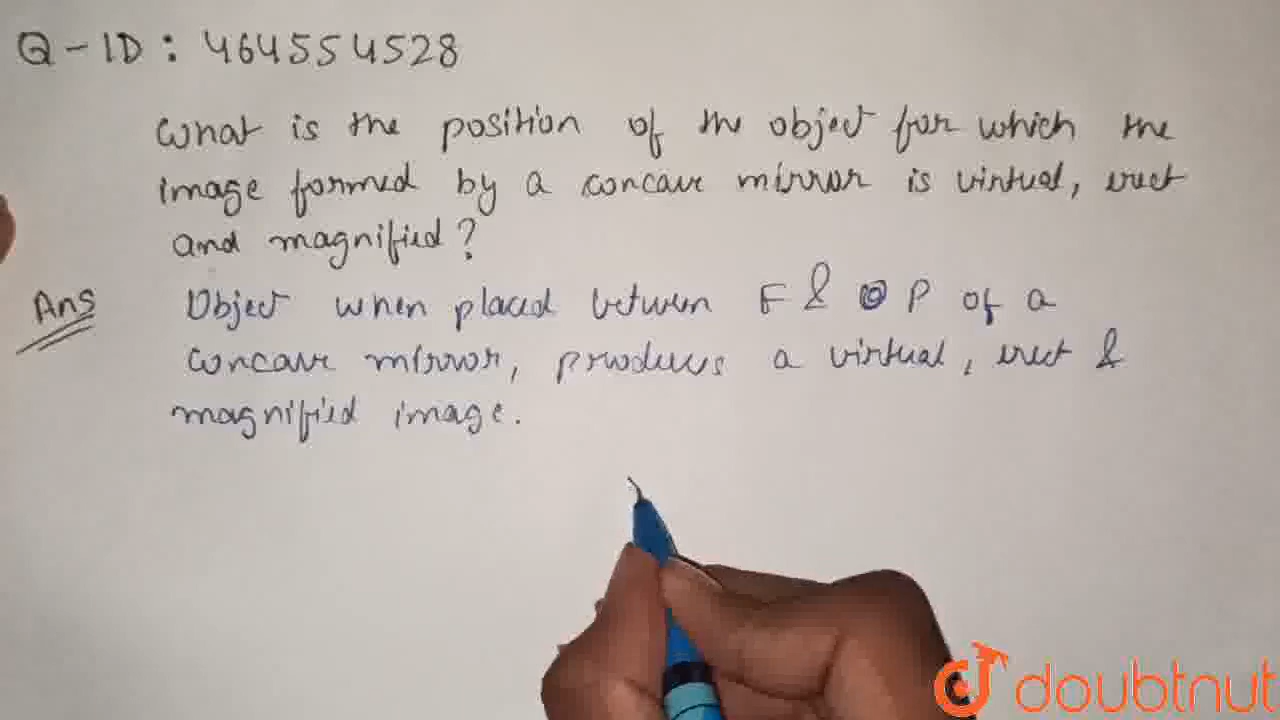 Q-ID: 464554528
What is the position of the object for which the
image formed by a concave mirror is virtual, erect
and magnified?
Ans Object when placed between F & P of a
concave mirror, produces a virtual, erect &
magnified image.
doubtnut